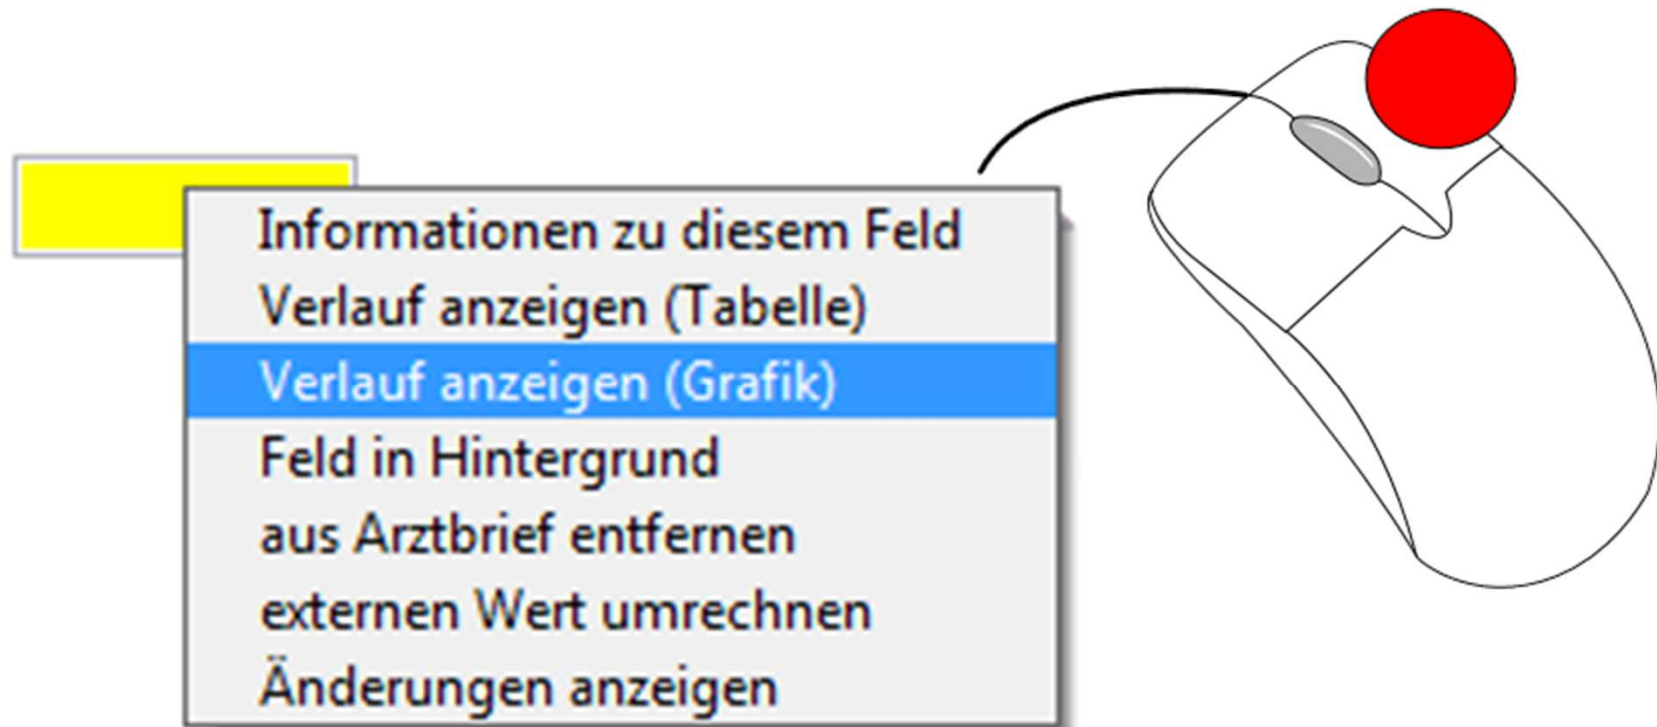 Informationen zu diesem Feld
Verlauf anzeigen (Tabelle)
Verlauf anzeigen (Grafik)
Feld in Hintergrund
aus Arztbrief entfernen
externen Wert umrechnen
Änderungen anzeigen